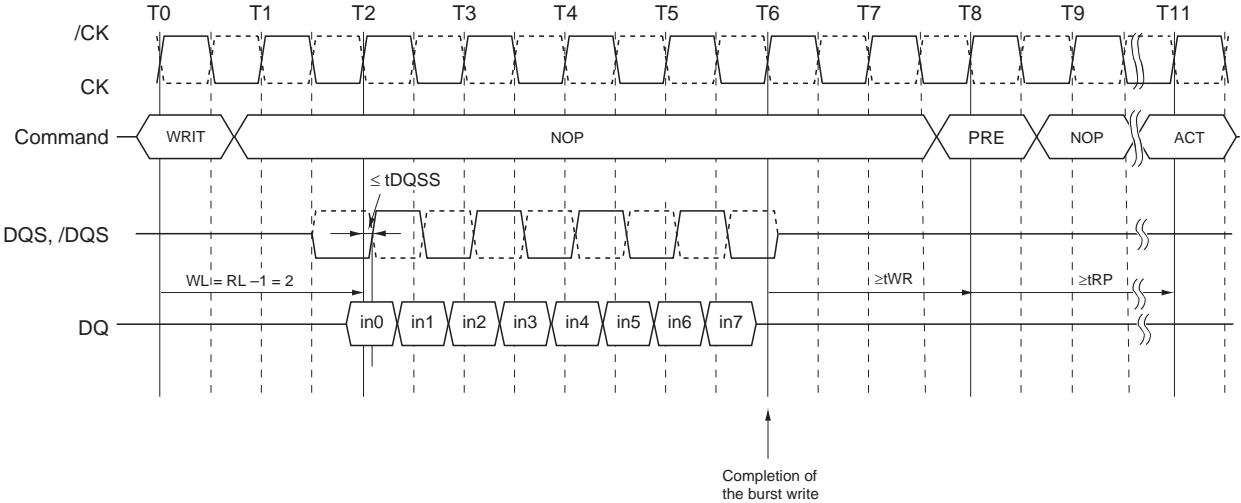 T0 T1 T2 T3 T4 T5 T6 T7 T8 T9 T11
/CK
CK
Command WRIT NOP PRE NOP ACT
≤ tDQSS
DQS, /DQS
WL = RL –1 = 2 ≥tWR ≥tRP
DQ in0 in1 in2 in3 in4 in5 in6 in7
Completion of
the burst write